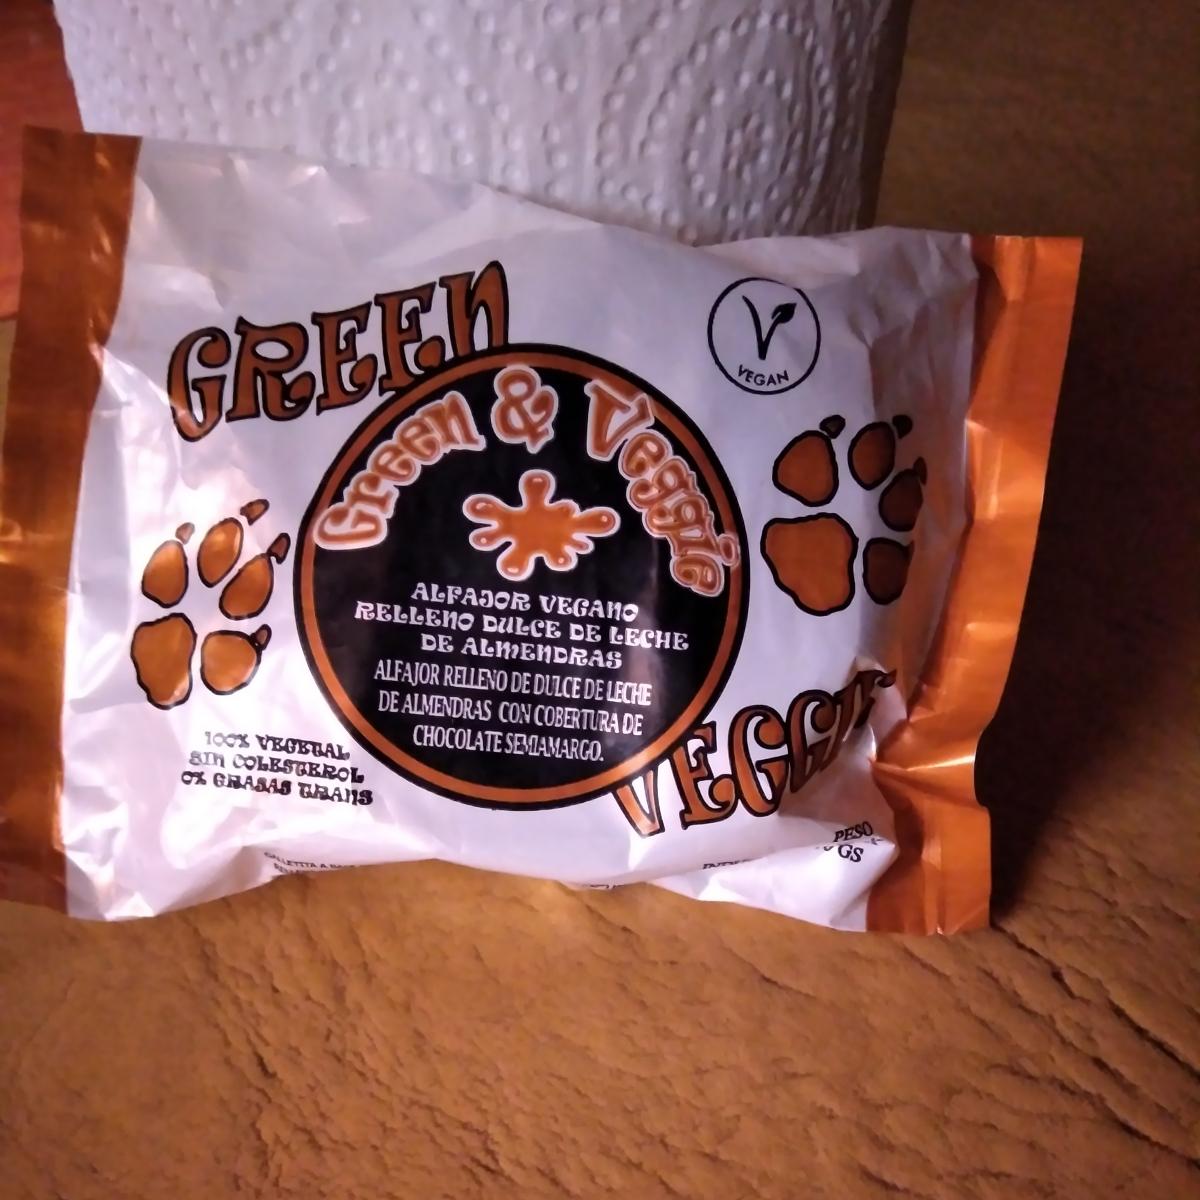 GREEN
VEGAN
Green & Veggie
ALFAJOR VEGANO
RELLENO DULCE DE LECHE
DE ALMENDRAS
ALFAJOR RELLENO DE DULCE DE LECHE
DE ALMENDRAS CON COBERTURA DE
CHOCOLATE SEMIAMARGO.
VEGGIE
100% VEGETAL
SIN COLESTEROL
0% GRASAS TRANS
PESO
GS